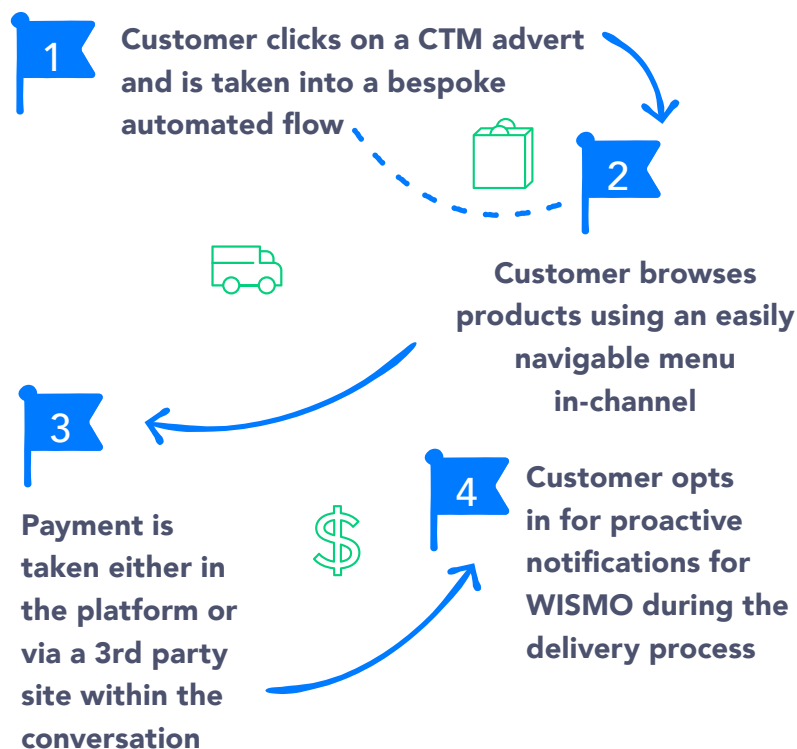 1
Customer clicks on a CTM advert
and is taken into a bespoke
automated flow
2
Customer browses
products using an easily
navigable menu
in-channel
3
Payment is
taken either in
the platform or
via a 3rd party
site within the
conversation
4
Customer opts
in for proactive
notifications for
WISMO during the
delivery process